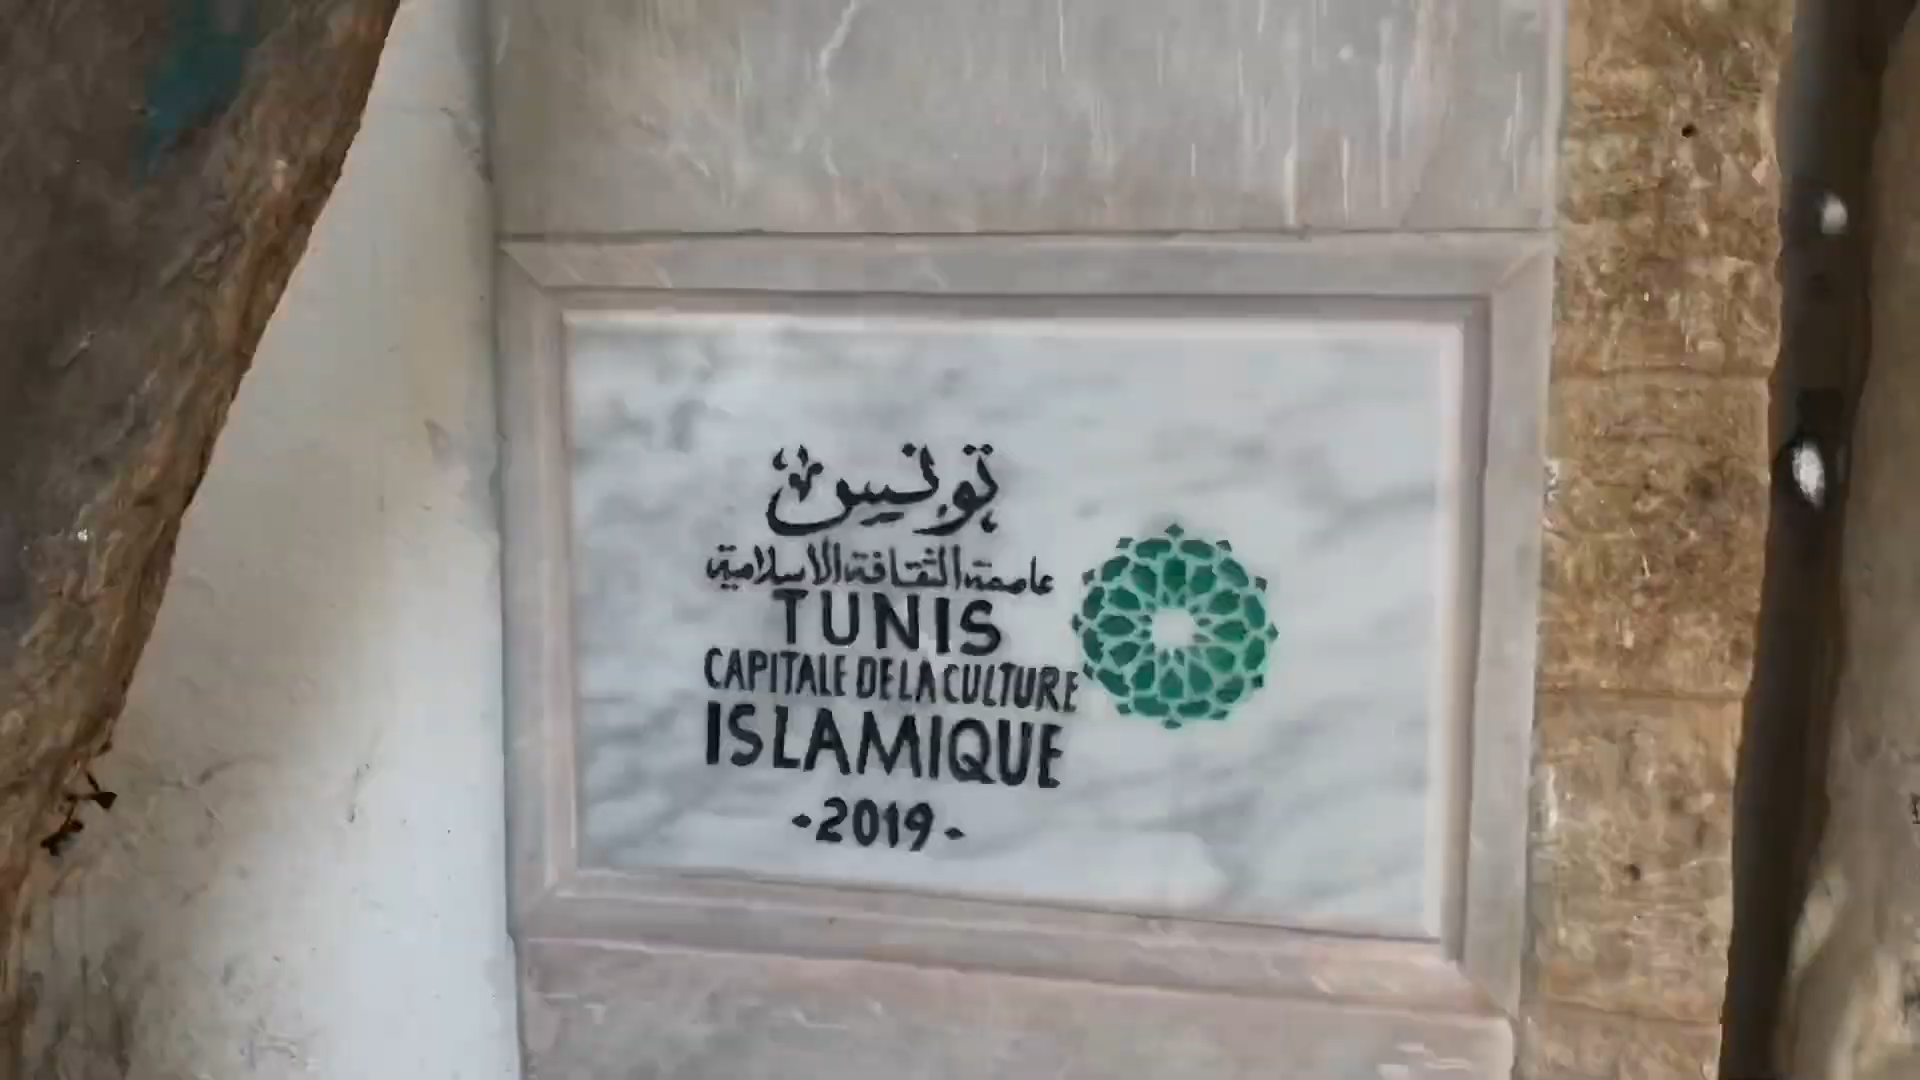 تونس
عاصمة الثقافة الاسلامية
TUNIS
CAPITALE DE LA CULTURE
ISLAMIQUE
-2019-